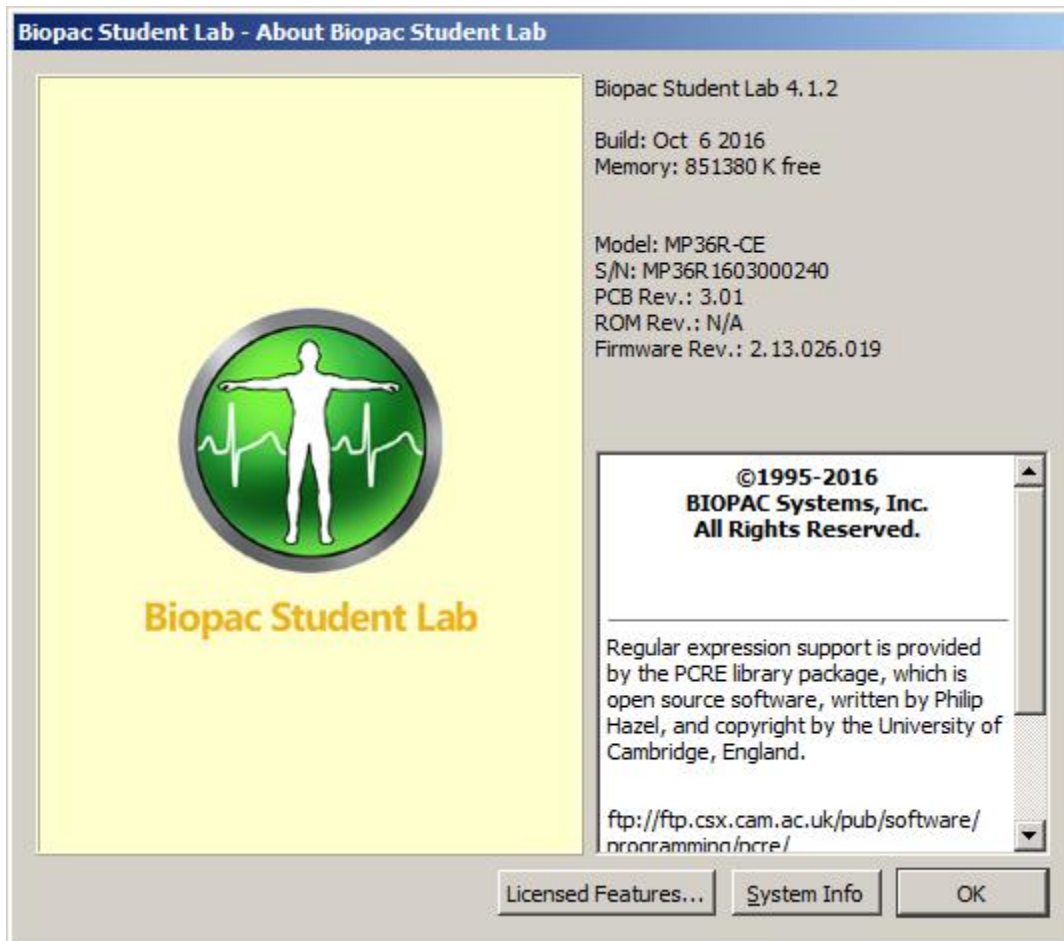 Biopac Student Lab - About Biopac Student Lab
Biopac Student Lab
Biopac Student Lab 4.1.2
Build: Oct  6 2016
Memory: 851380 K free
Model: MP36R-CE
S/N: MP36R1603000240
PCB Rev.: 3.01
ROM Rev.: N/A
Firmware Rev.: 2.13.026.019
©1995-2016
BIOPAC Systems, Inc.
All Rights Reserved.
Regular expression support is provided
by the PCRE library package, which is
open source software, written by Philip
Hazel, and copyright by the University of
Cambridge, England.
ftp://ftp.csx.cam.ac.uk/pub/software/
programming/pcre/
Licensed Features...
System Info
OK